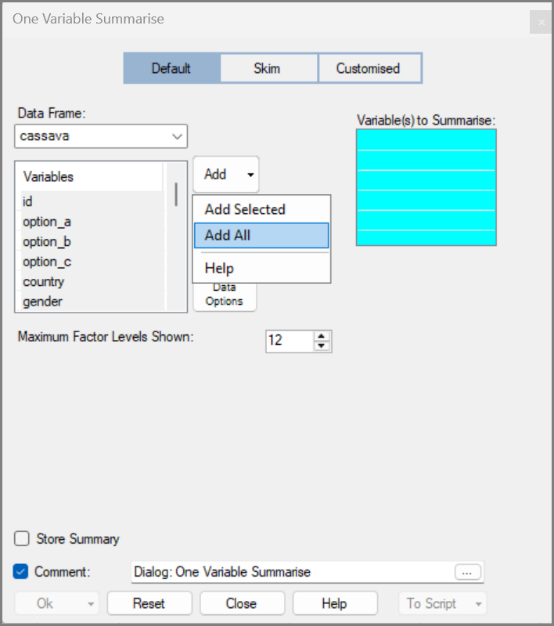 One Variable Summarise
×
Default Skim Customised
Data Frame:
cassava
Variable(s) to Summarise:
Variables
Add
id
option_a
option_b
option_c
country
gender
Add Selected
Add All
Help
Data
Options
Maximum Factor Levels Shown:
12
Store Summary
Comment:
Dialog: One Variable Summarise
...
Ok
Reset
Close
Help
To Script